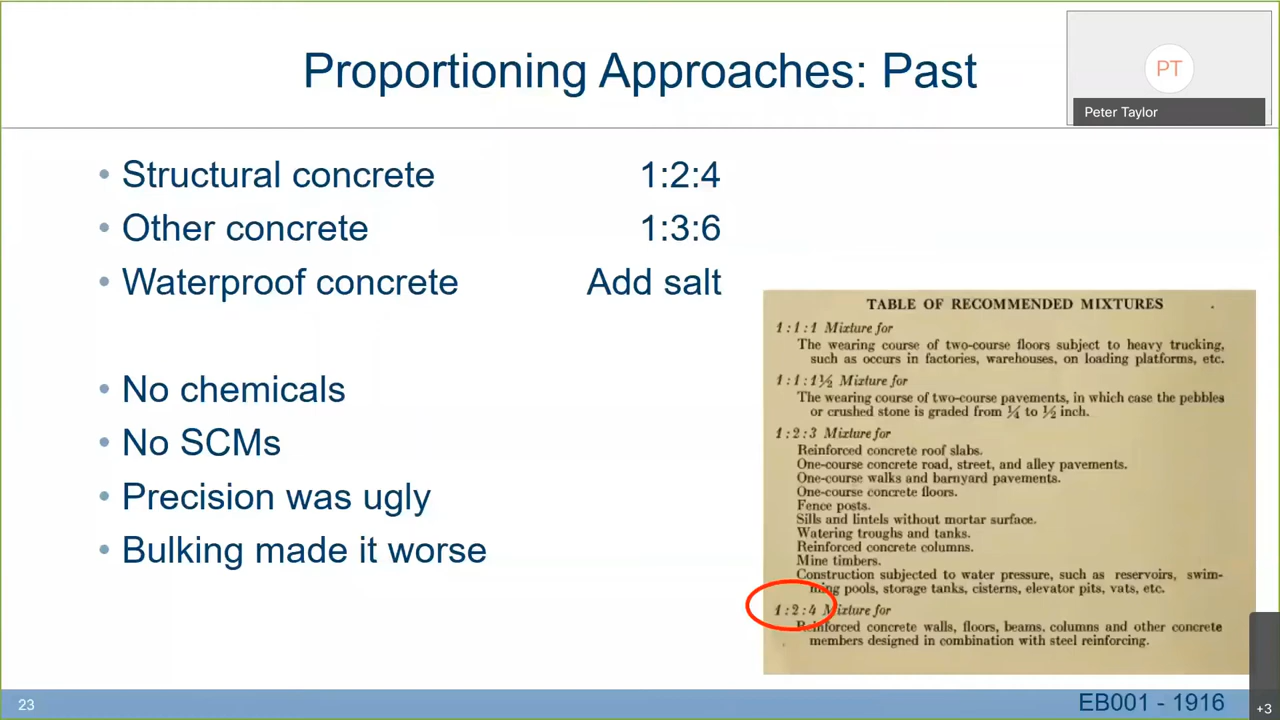 Proportioning Approaches: Past
PT
Peter Taylor
• Structural concrete 1:2:4
• Other concrete 1:3:6
• Waterproof concrete Add salt
• No chemicals
• No SCMs
• Precision was ugly
• Bulking made it worse
TABLE OF RECOMMENDED MIXTURES
1:1:1 Mixture for
The wearing course of two-course floors subject to heavy trucking,
such as occurs in factories, warehouses, on loading platforms, etc.
1:1:1½ Mixture for
The wearing course of two-course pavements, in which case the pebbles
or crushed stone is graded from ¼ to ½ inch.
1:2:3 Mixture for
Reinforced concrete roof slabs.
One-course concrete road, street, and alley pavements.
One-course walks and barnyard pavements.
One-course concrete floors.
Fence posts.
Sills and lintels without mortar surface.
Watering troughs and tanks.
Reinforced concrete columns.
Mine timbers.
Construction subjected to water pressure, such as reservoirs, swim-
ming pools, storage tanks, cisterns, elevator pits, vats, etc.
1:2:4 Mixture for
Reinforced concrete walls, floors, beams, columns and other concrete
members designed in combination with steel reinforcing.
23
EB001 - 1916
+3